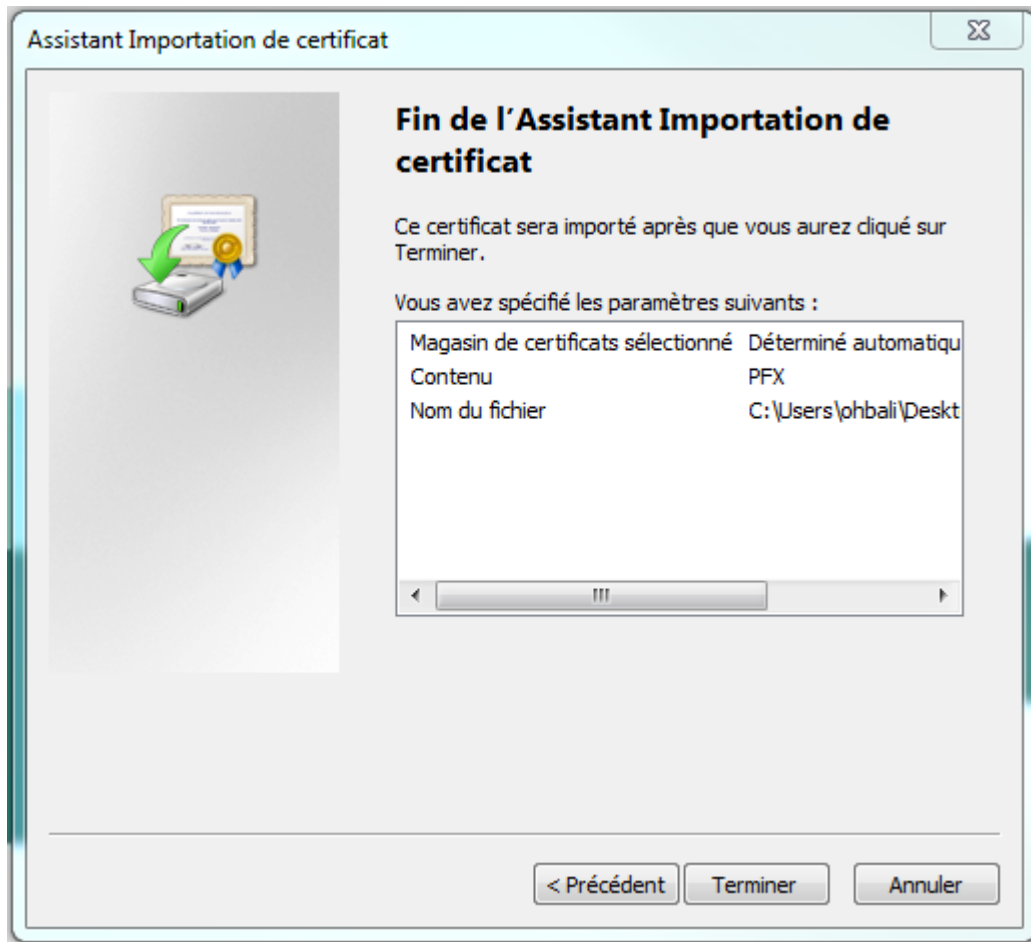 Assistant Importation de certificat
Fin de l'Assistant Importation de
certificat
Ce certificat sera importé après que vous aurez cliqué sur
Terminer.
Vous avez spécifié les paramètres suivants :
Magasin de certificats sélectionné Déterminé automatiqu
Contenu PFX
Nom du fichier C:\Users\ohbali\Deskt
< Précédent Terminer Annuler